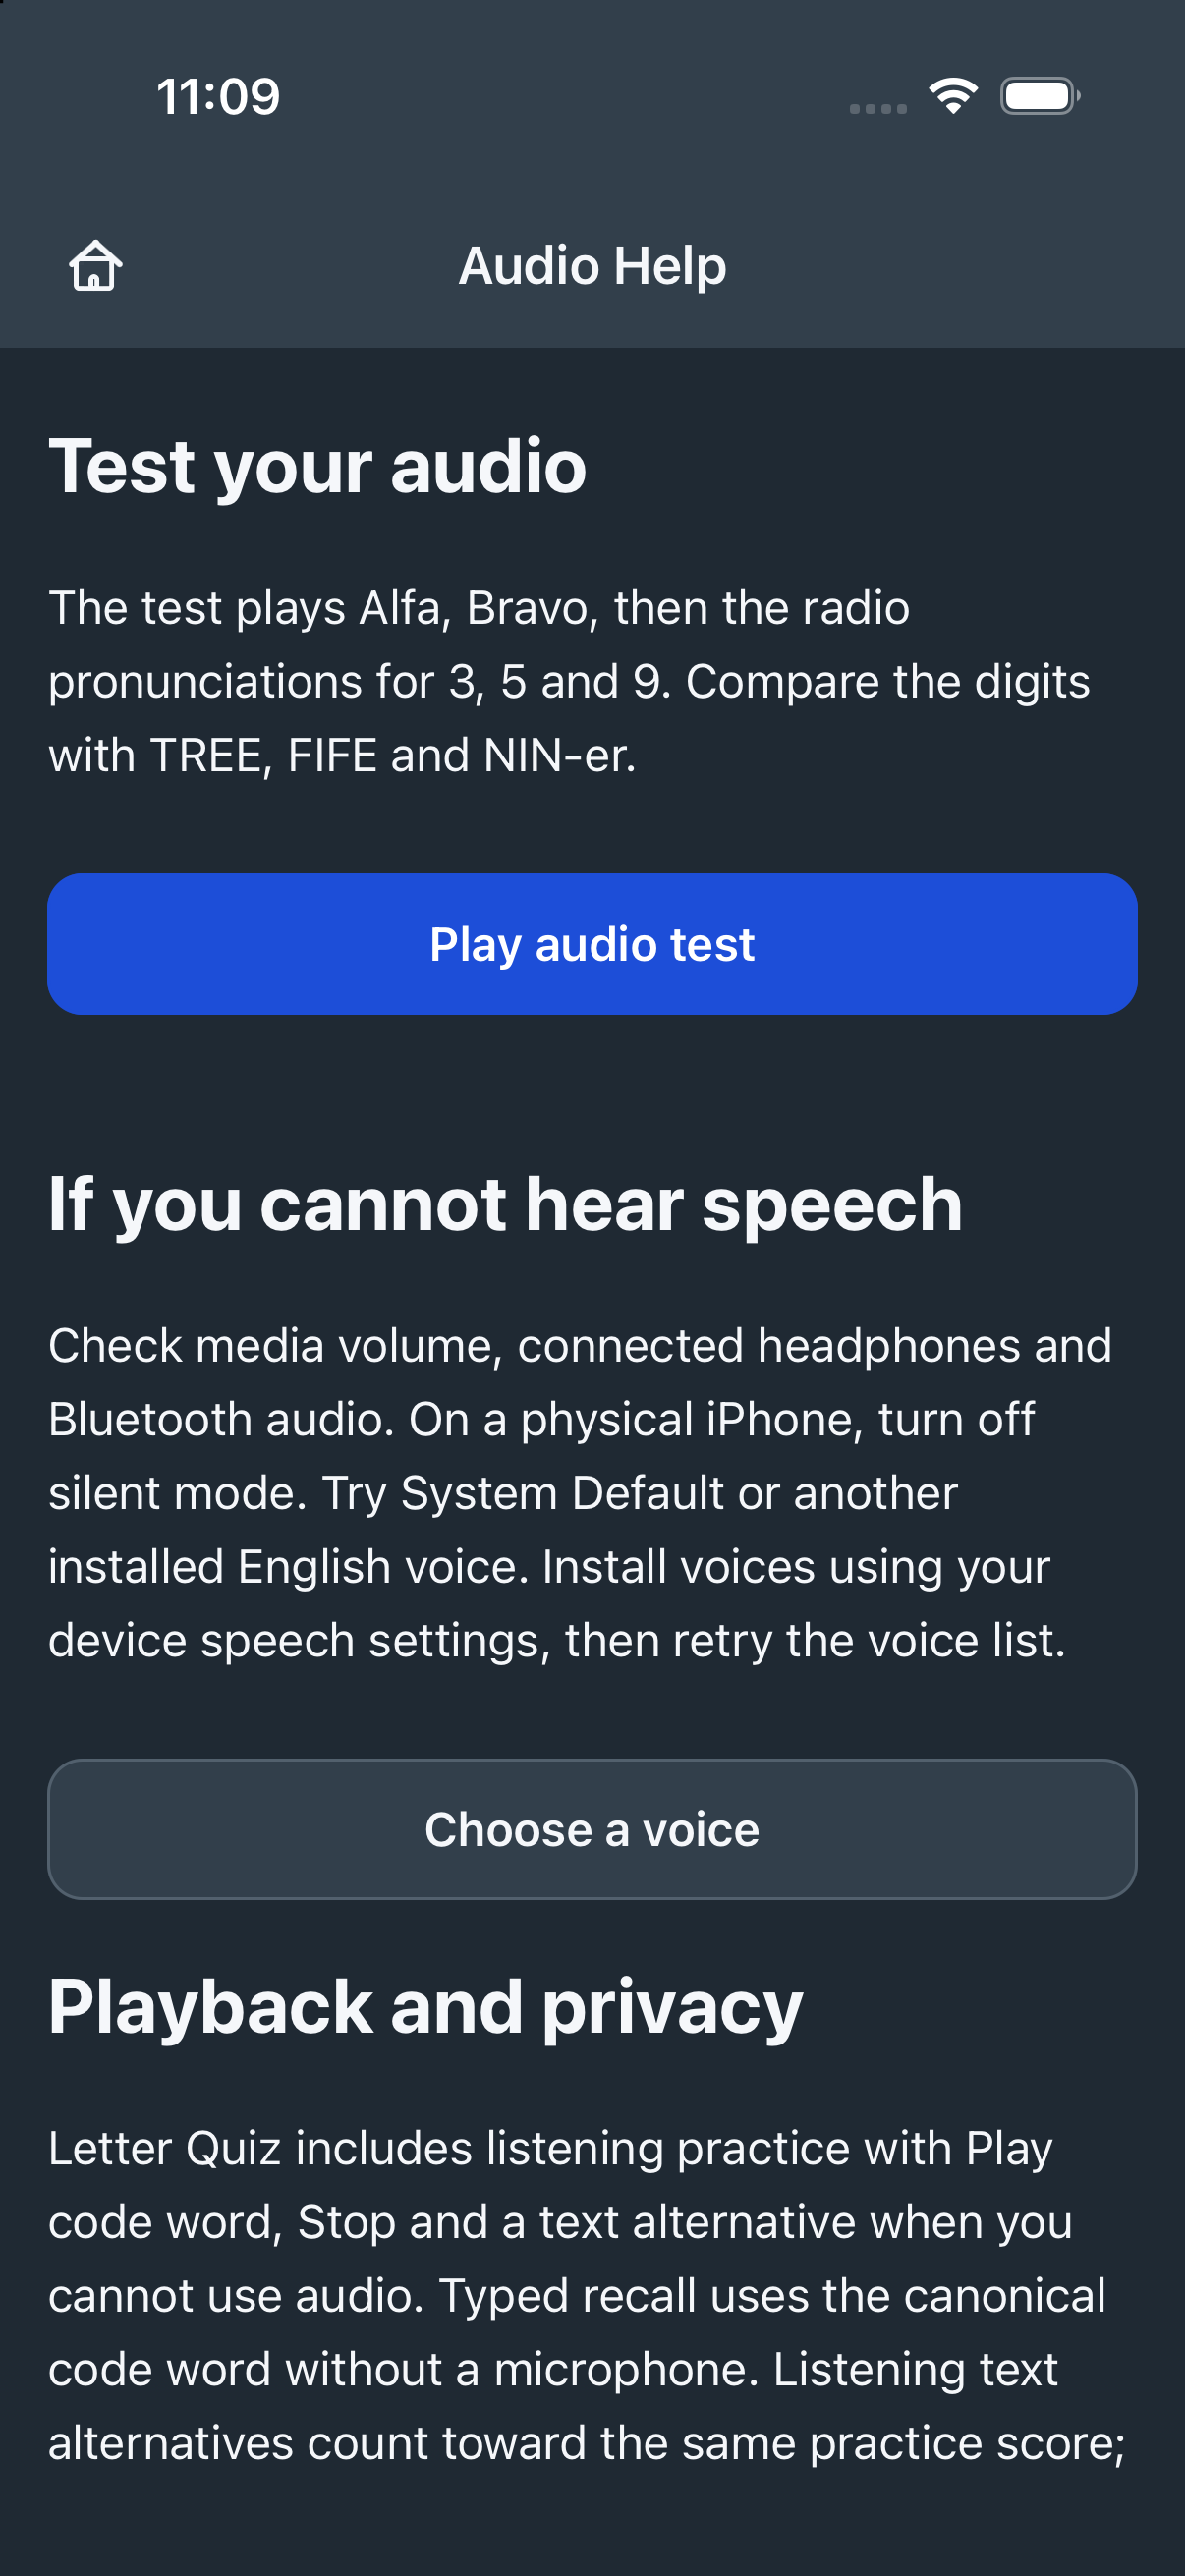 11:09
Audio Help
Test your audio
The test plays Alfa, Bravo, then the radio
pronunciations for 3, 5 and 9. Compare the digits
with TREE, FIFE and NIN-er.
Play audio test
If you cannot hear speech
Check media volume, connected headphones and
Bluetooth audio. On a physical iPhone, turn off
silent mode. Try System Default or another
installed English voice. Install voices using your
device speech settings, then retry the voice list.
Choose a voice
Playback and privacy
Letter Quiz includes listening practice with Play
code word, Stop and a text alternative when you
cannot use audio. Typed recall uses the canonical
code word without a microphone. Listening text
alternatives count toward the same practice score;